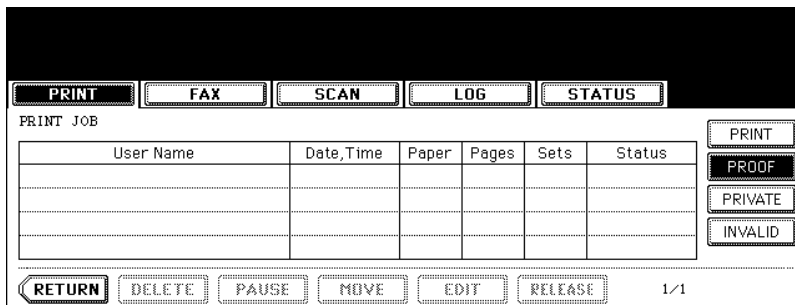 PRINT FAX SCAN LOG STATUS
PRINT JOB
PRINT
User Name Date,Time Paper Pages Sets Status
PROOF
PRIVATE
INVALID
RETURN DELETE PAUSE MOVE EDIT RELEASE 1/1